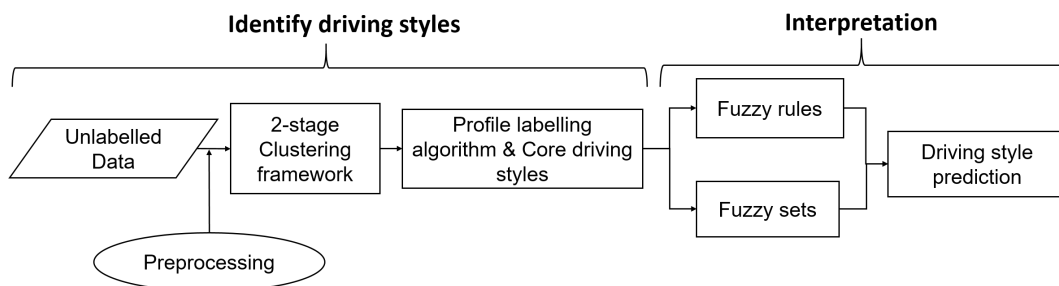 Identify driving styles
Interpretation
Unlabelled
Data
2-stage
Clustering
framework
Profile labelling
algorithm & Core driving
styles
Fuzzy rules
Fuzzy sets
Driving style
prediction
Preprocessing